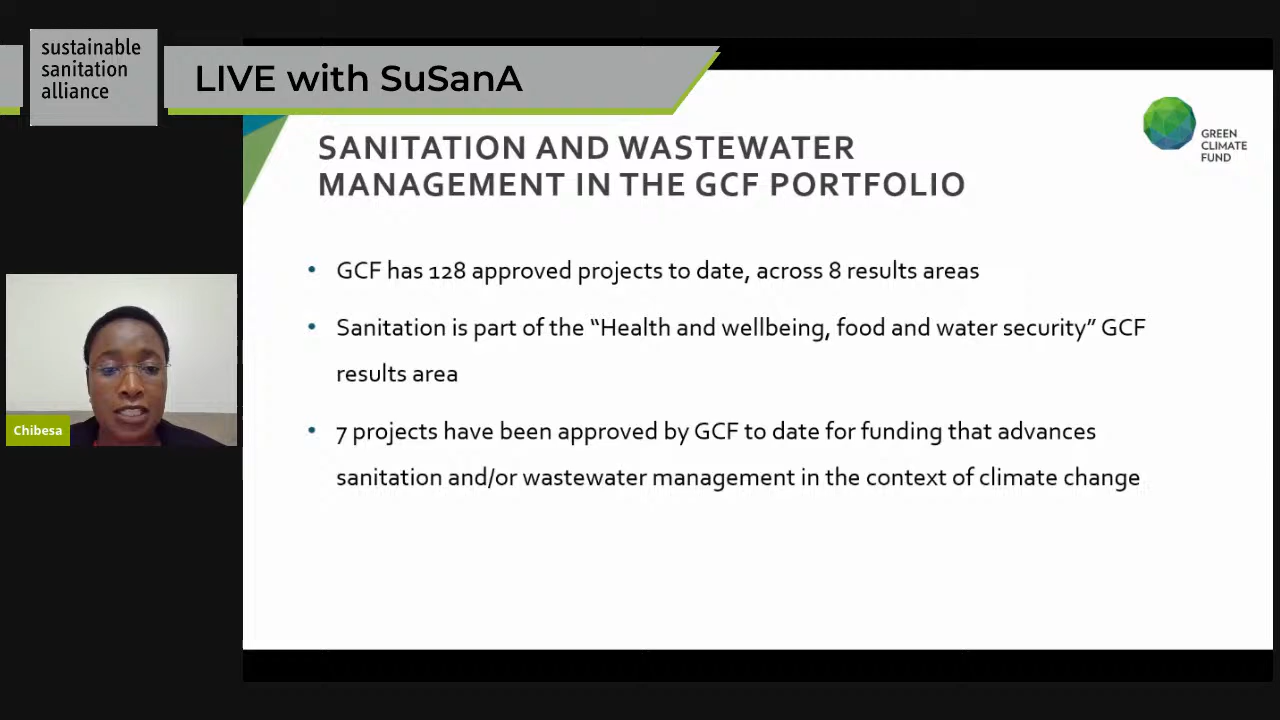 sustainable
sanitation
alliance
LIVE with SuSanA
GREEN
CLIMATE
FUND
SANITATION AND WASTEWATER
MANAGEMENT IN THE GCF PORTFOLIO
• GCF has 128 approved projects to date, across 8 results areas
• Sanitation is part of the “Health and wellbeing, food and water security” GCF
results area
• 7 projects have been approved by GCF to date for funding that advances
sanitation and/or wastewater management in the context of climate change
Chibesa